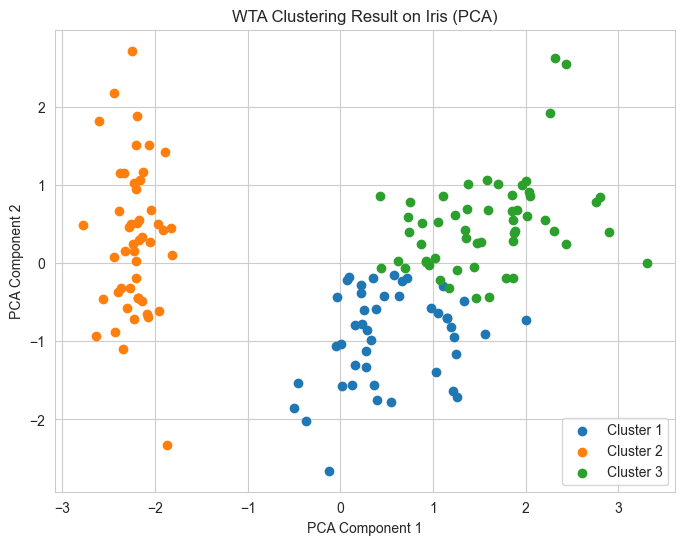 WTA Clustering Result on Iris (PCA)
PCA Component 2
2
1
0
−1
−2
−3
−2
−1
0
1
2
3
PCA Component 1
Cluster 1
Cluster 2
Cluster 3